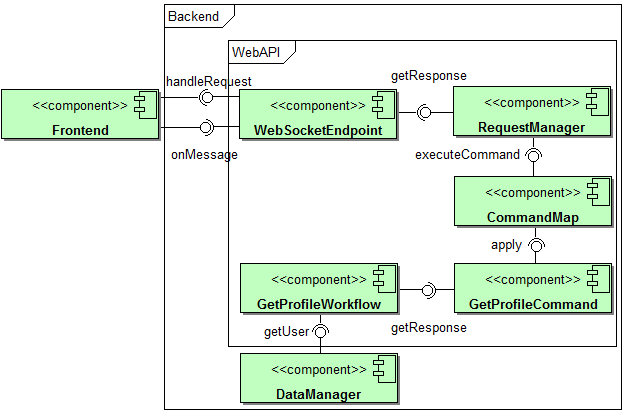 Backend
WebAPI
handleRequest
getResponse
<<component>>
Frontend
<<component>>
WebSocketEndpoint
<<component>>
RequestManager
onMessage
executeCommand
<<component>>
CommandMap
apply
<<component>>
GetProfileWorkflow
<<component>>
GetProfileCommand
getUser
getResponse
<<component>>
DataManager